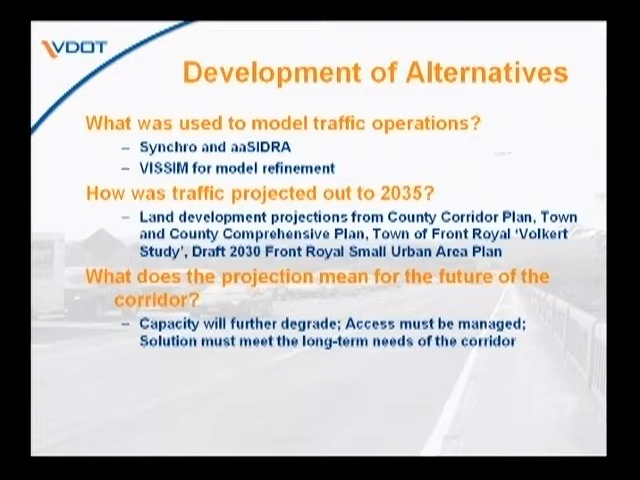 VDOT
Development of Alternatives
What was used to model traffic operations?
– Synchro and aaSIDRA
– VISSIM for model refinement
How was traffic projected out to 2035?
– Land development projections from County Corridor Plan, Town
and County Comprehensive Plan, Town of Front Royal ‘Volkert
Study’, Draft 2030 Front Royal Small Urban Area Plan
What does the projection mean for the future of the
corridor?
– Capacity will further degrade; Access must be managed;
Solution must meet the long-term needs of the corridor